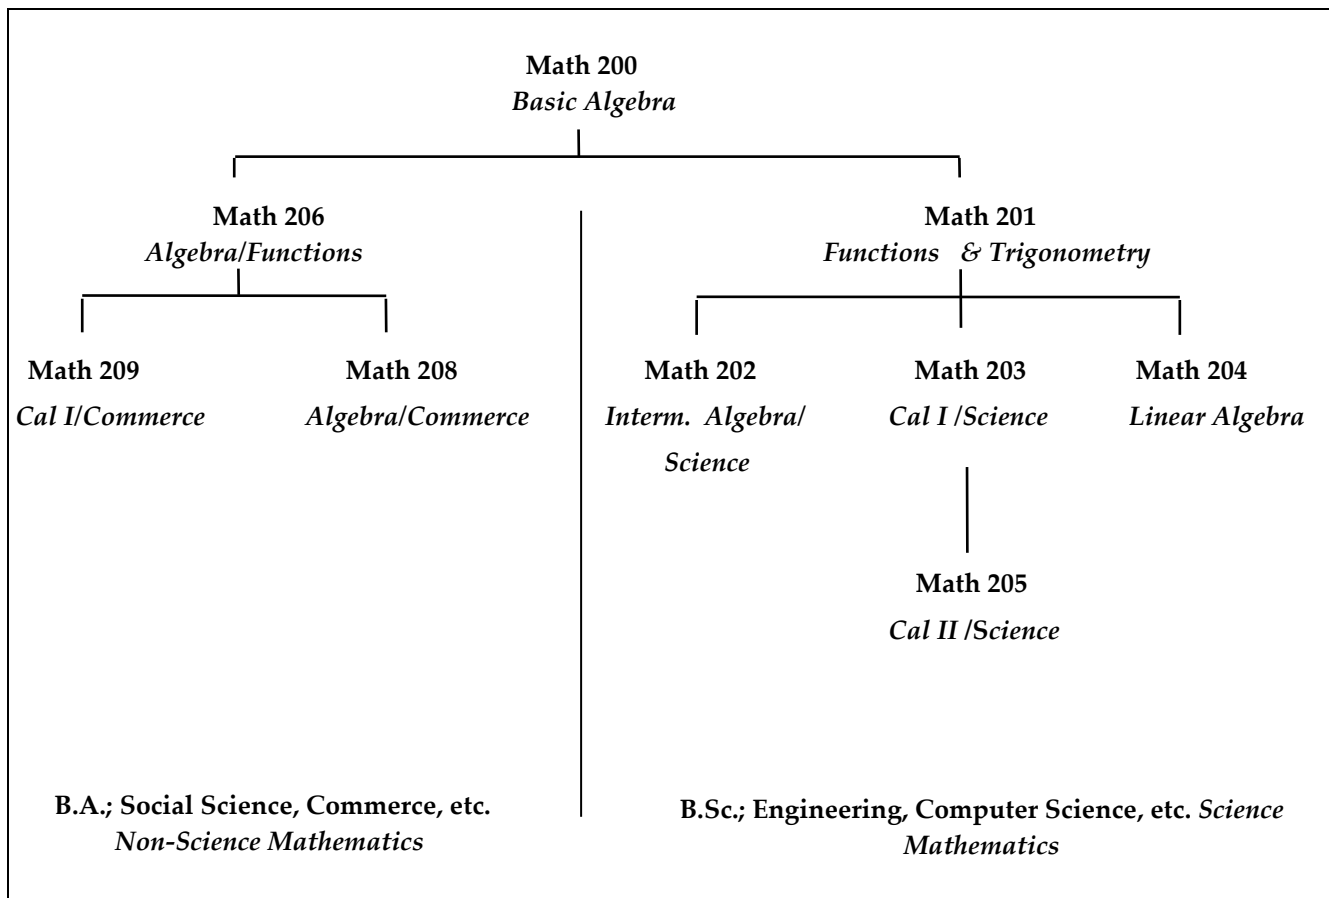 Math 200
Basic Algebra
Math 206
Algebra/Functions
Math 201
Functions & Trigonometry
Math 209
Cal I/Commerce
Math 208
Algebra/Commerce
Math 202
Interm. Algebra/
Science
Math 203
Cal I /Science
Math 204
Linear Algebra
Math 205
Cal II /Science
B.A.; Social Science, Commerce, etc.
Non-Science Mathematics
B.Sc.; Engineering, Computer Science, etc. Science
Mathematics